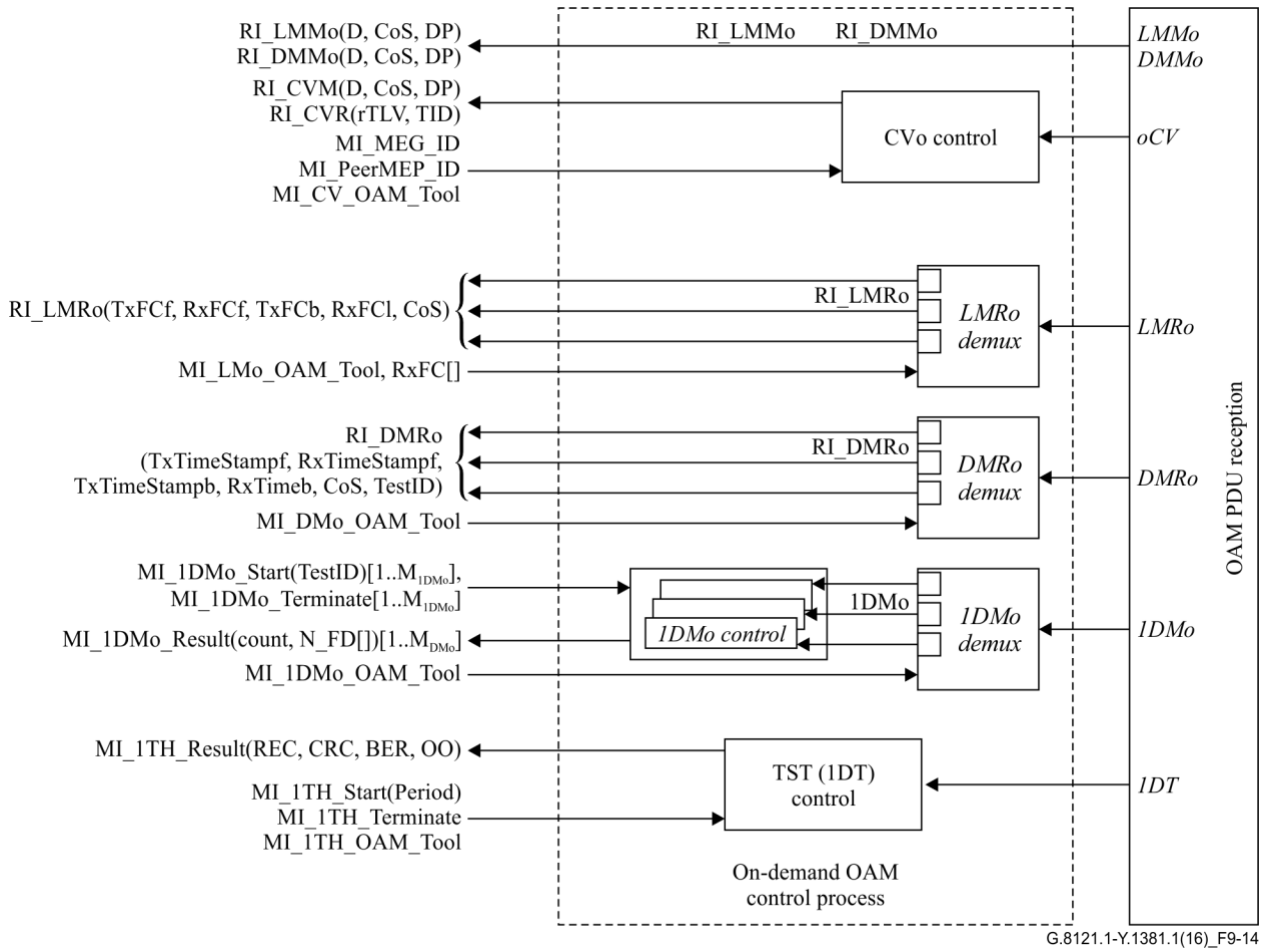 RI_LMMo(D, CoS, DP)
RI_DMMo(D, CoS, DP)
RI_LMMo RI_DMMo
LMMo
DMMo
RI_CVM(D, CoS, DP)
RI_CVR(rTLV, TID)
MI_MEG_ID
MI_PeerMEP_ID
MI_CV_OAM_Tool
CVo control
oCV
RI_LMRo(TxFCf, RxFCf, TxFCb, RxFCl, CoS)
RI_LMRo
LMRo
demux
LMRo
MI_LMo_OAM_Tool, RxFC[]
RI_DMRo
(TxTimeStampf, RxTimeStampf,
TxTimeStampb, RxTimeb, CoS, TestID)
RI_DMRo
DMRo
demux
DMRo
MI_DMo_OAM_Tool
OAM PDU reception
MI_1DMo_Start(TestID)[1..M1DMo],
MI_1DMo_Terminate[1..M1DMo]
MI_1DMo_Result(count, N_FD[])[1..MDMo]
MI_1DMo_OAM_Tool
1DMo control
1DMo
1DMo
demux
1DMo
MI_1TH_Result(REC, CRC, BER, OO)
MI_1TH_Start(Period)
MI_1TH_Terminate
MI_1TH_OAM_Tool
TST (1DT)
control
1DT
On-demand OAM
control process
G.8121.1-Y.1381.1(16)_F9-14